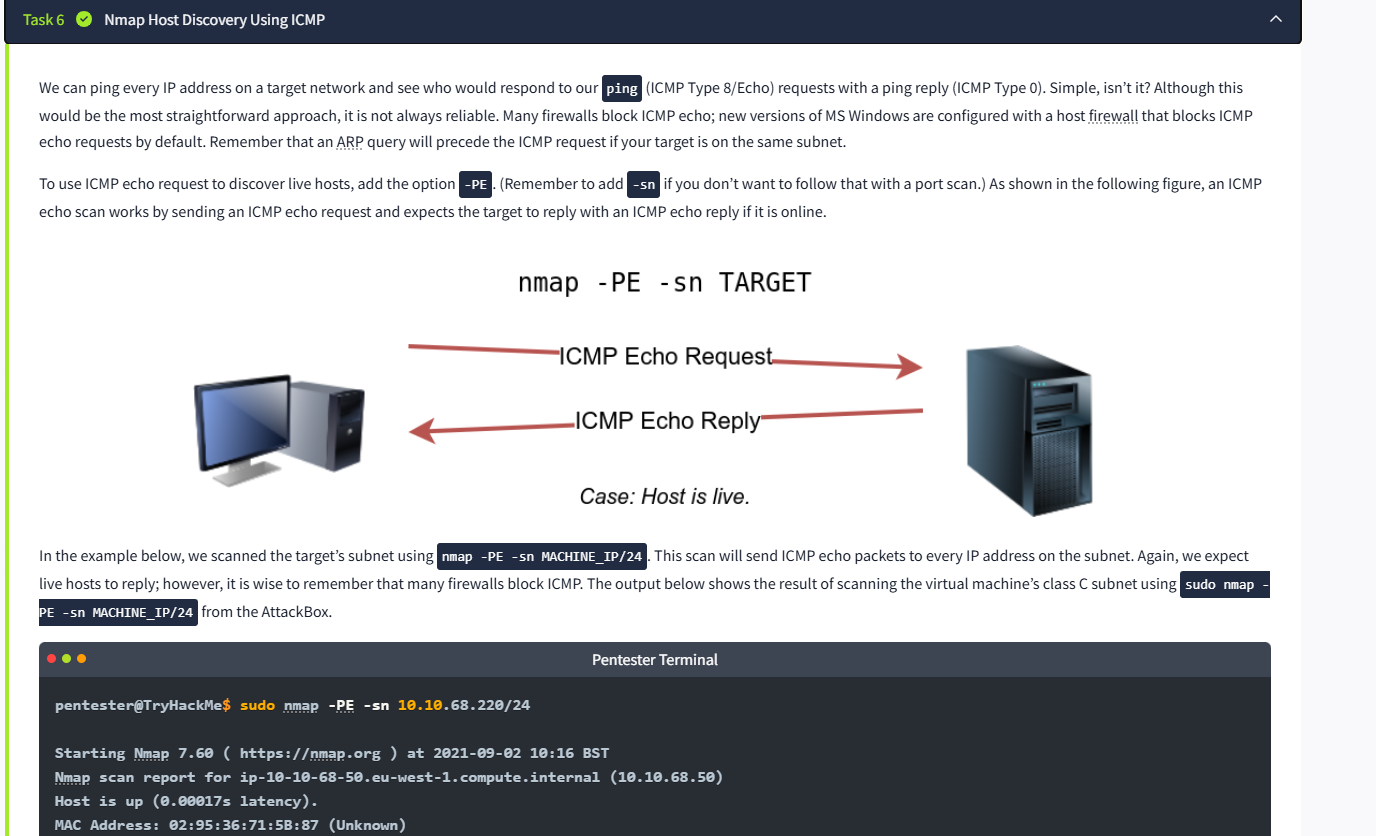 Task 6 Nmap Host Discovery Using ICMP
We can ping every IP address on a target network and see who would respond to our ping (ICMP Type 8/Echo) requests with a ping reply (ICMP Type 0). Simple, isn’t it? Although this
would be the most straightforward approach, it is not always reliable. Many firewalls block ICMP echo; new versions of MS Windows are configured with a host firewall that blocks ICMP
echo requests by default. Remember that an ARP query will precede the ICMP request if your target is on the same subnet.
To use ICMP echo request to discover live hosts, add the option -PE. (Remember to add -sn if you don’t want to follow that with a port scan.) As shown in the following figure, an ICMP
echo scan works by sending an ICMP echo request and expects the target to reply with an ICMP echo reply if it is online.
nmap -PE -sn TARGET
ICMP Echo Request
ICMP Echo Reply
Case: Host is live.
In the example below, we scanned the target’s subnet using nmap -PE -sn MACHINE_IP/24. This scan will send ICMP echo packets to every IP address on the subnet. Again, we expect
live hosts to reply; however, it is wise to remember that many firewalls block ICMP. The output below shows the result of scanning the virtual machine’s class C subnet using sudo nmap -
PE -sn MACHINE_IP/24 from the AttackBox.
Pentester Terminal
pentester@TryHackMe$ sudo nmap -PE -sn 10.10.68.220/24
Starting Nmap 7.60 ( https://nmap.org ) at 2021-09-02 10:16 BST
Nmap scan report for ip-10-10-68-50.eu-west-1.compute.internal (10.10.68.50)
Host is up (0.00017s latency).
MAC Address: 02:95:36:71:5B:87 (Unknown)